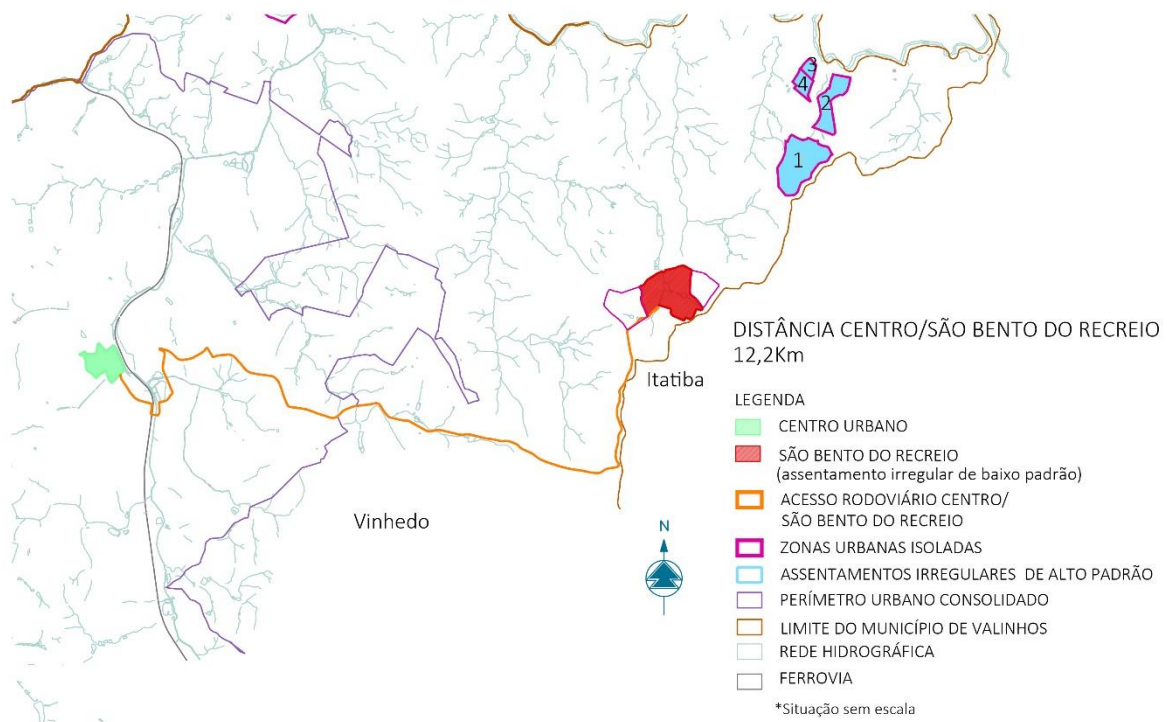 3
4
2
1
DISTÂNCIA CENTRO/SÃO BENTO DO RECREIO
12,2Km
Itatiba
LEGENDA
CENTRO URBANO
SÃO BENTO DO RECREIO
(assentamento irregular de baixo padrão)
ACESSO RODOVIÁRIO CENTRO/
SÃO BENTO DO RECREIO
Vinhedo
N
ZONAS URBANAS ISOLADAS
ASSENTAMENTOS IRREGULARES DE ALTO PADRÃO
PERÍMETRO URBANO CONSOLIDADO
LIMITE DO MUNICÍPIO DE VALINHOS
REDE HIDROGRÁFICA
FERROVIA
*Situação sem escala